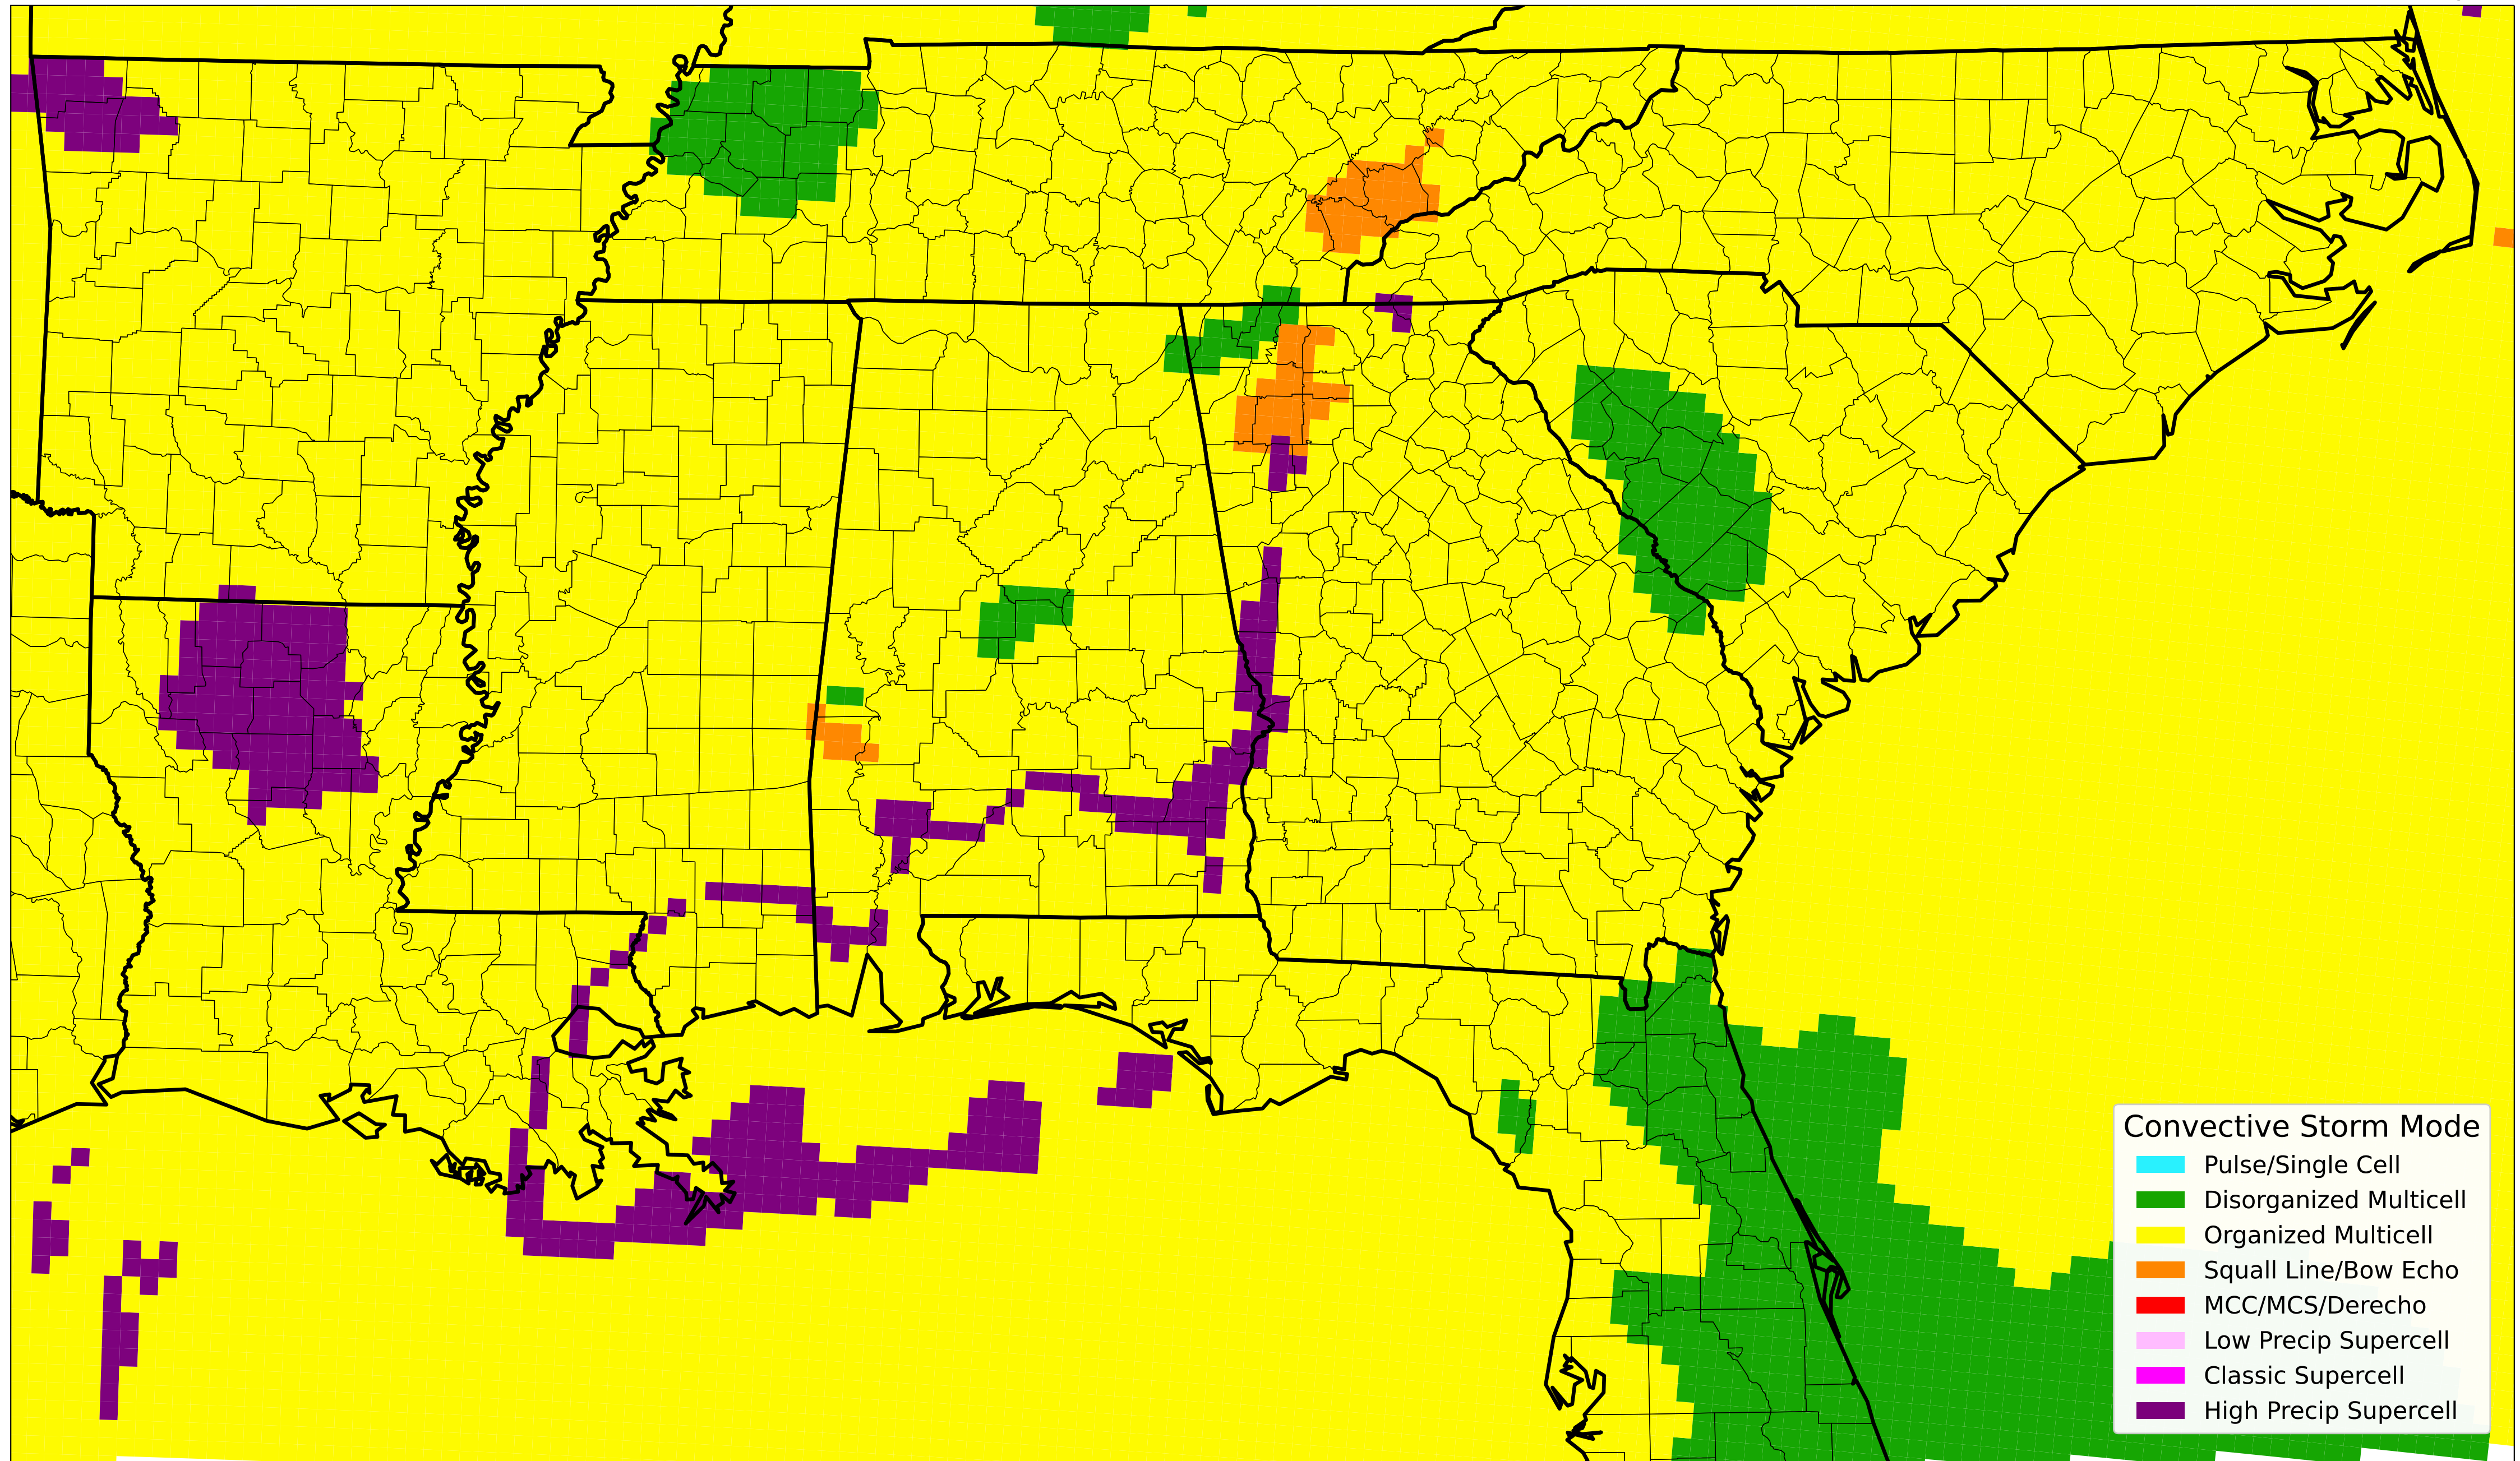 Convective Storm Mode
Pulse/Single Cell
Disorganized Multicell
Organized Multicell
Squall Line/Bow Echo
MCC/MCS/Derecho
Low Precip Supercell
Classic Supercell
High Precip Supercell